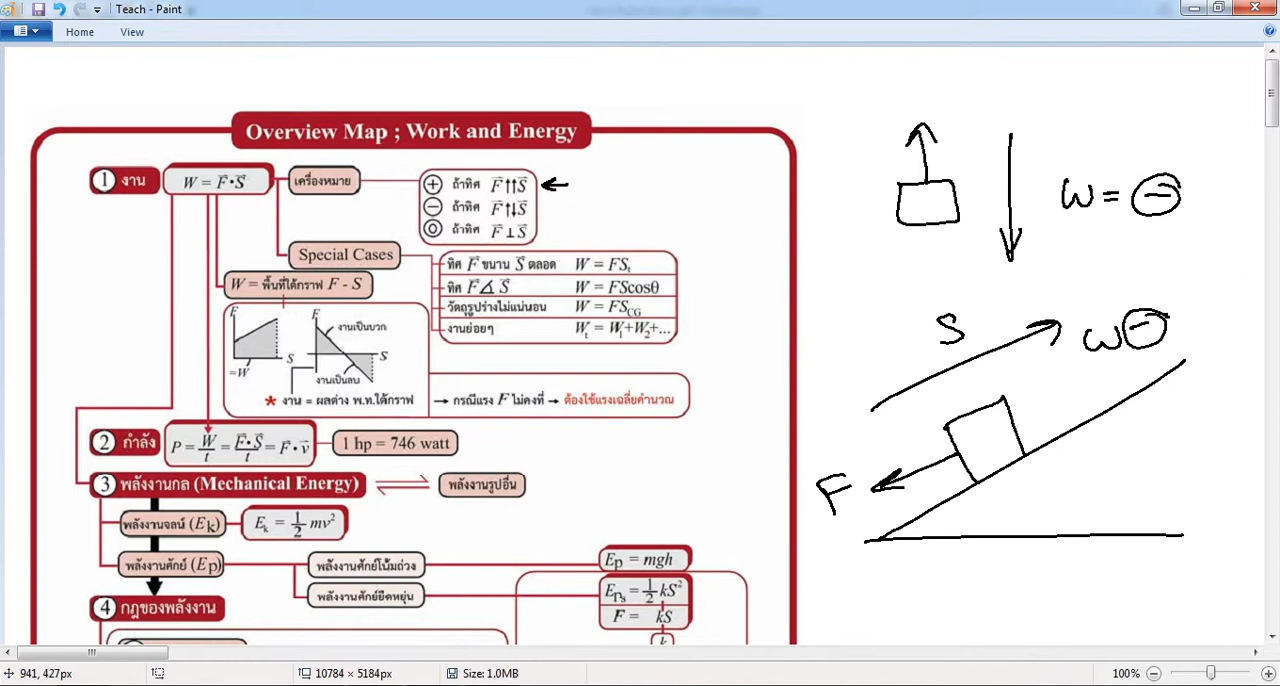 Teach - Paint
Home View
Overview Map ; Work and Energy
1 งาน W = F • S เครื่องหมาย
+ ถ้าทิศ F ↑↑ S
− ถ้าทิศ F ↑↓ S
0 ถ้าทิศ F ⊥ S
Special Cases
ทิศ F ขนาน S ตลอด W = FSt
ทิศ F ∡ S W = FScosθ
วัตถุรูปร่างไม่แน่นอน W = FSCG
งานย่อยๆ Wt = W1+W2+...
W = พื้นที่ใต้กราฟ F - S
F S =W
F งานเป็นบวก S งานเป็นลบ
* งาน = ผลต่าง พ.ท.ใต้กราฟ → กรณีแรง F ไม่คงที่ → ต้องใช้แรงเฉลี่ยคำนวณ
2 กำลัง P = W/t = F•S/t = F • v 1 hp = 746 watt
3 พลังงานกล (Mechanical Energy) พลังงานรูปอื่น
พลังงานจลน์ (Ek) Ek = 1/2 mv²
พลังงานศักย์ (Ep) พลังงานศักย์โน้มถ่วง Ep = mgh
พลังงานศักย์ยืดหยุ่น Eps = 1/2 kS²
F = kS
k
4 กฎของพลังงาน
W = −
S W −
F
941, 427px 10784 × 5184px Size: 1.0MB 100%